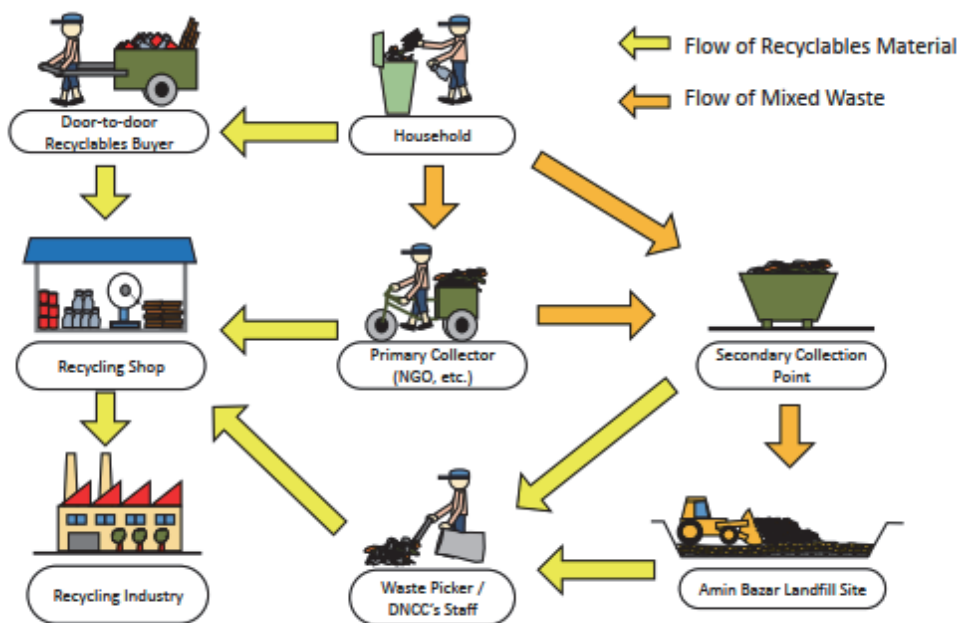 Flow of Recyclables Material
Flow of Mixed Waste
Door-to-door
Recyclables Buyer
Household
Recycling Shop
Primary Collector
(NGO, etc.)
Secondary Collection
Point
Recycling Industry
Waste Picker /
DNCC's Staff
Amin Bazar Landfill Site